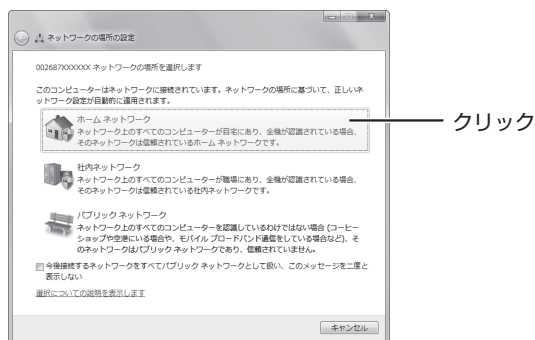 ネットワークの場所の設定
002687XXXXXX ネットワークの場所を選択します
このコンピューターはネットワークに接続されています。ネットワークの場所に基づいて、正しいネ
ットワーク設定が自動的に適用されます。
ホーム ネットワーク
クリック
ネットワーク上のすべてのコンピューターが自宅にあり、全機が認識されている場合、
そのネットワークは信頼されているホーム ネットワークです。
社内ネットワーク
ネットワーク上のすべてのコンピューターが職場にあり、全機が認識されている場合、
そのネットワークは信頼されている社内ネットワークです。
パブリック ネットワーク
ネットワーク上のすべてのコンピューターを認識しているわけではない場合 (コーヒー
ショップや空港にいる場合や、モバイル ブロードバンド通信をしている場合など)、そ
のネットワークはパブリック ネットワークであり、信頼されていません。
今後接続するネットワークをすべてパブリック ネットワークとして扱い、このメッセージを二度と
表示しない
選択についての説明を表示します
キャンセル